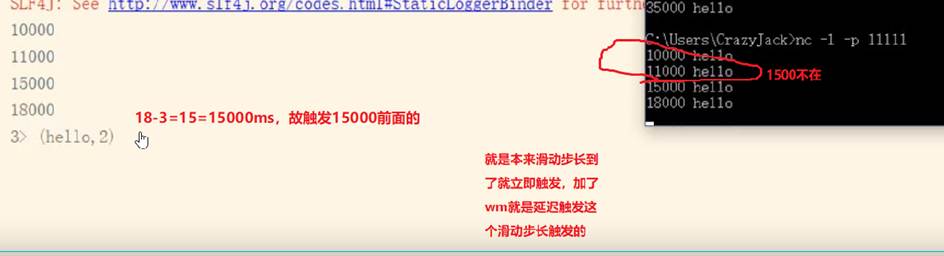 SLF4J: See http://www.slf4j.org/codes.html#StaticLoggerBinder for furthe
10000
11000
15000
18000
3> (hello,2)
18-3=15=15000ms，故触发15000前面的
就是本来滑动步长到
了就立即触发，加了
wm就是延迟触发这
个滑动步长触发的
35000 hello
C:\Users\CrazyJack>nc -l -p 11111
10000 hello
11000 hello
1500不在
15000 hello
18000 hello